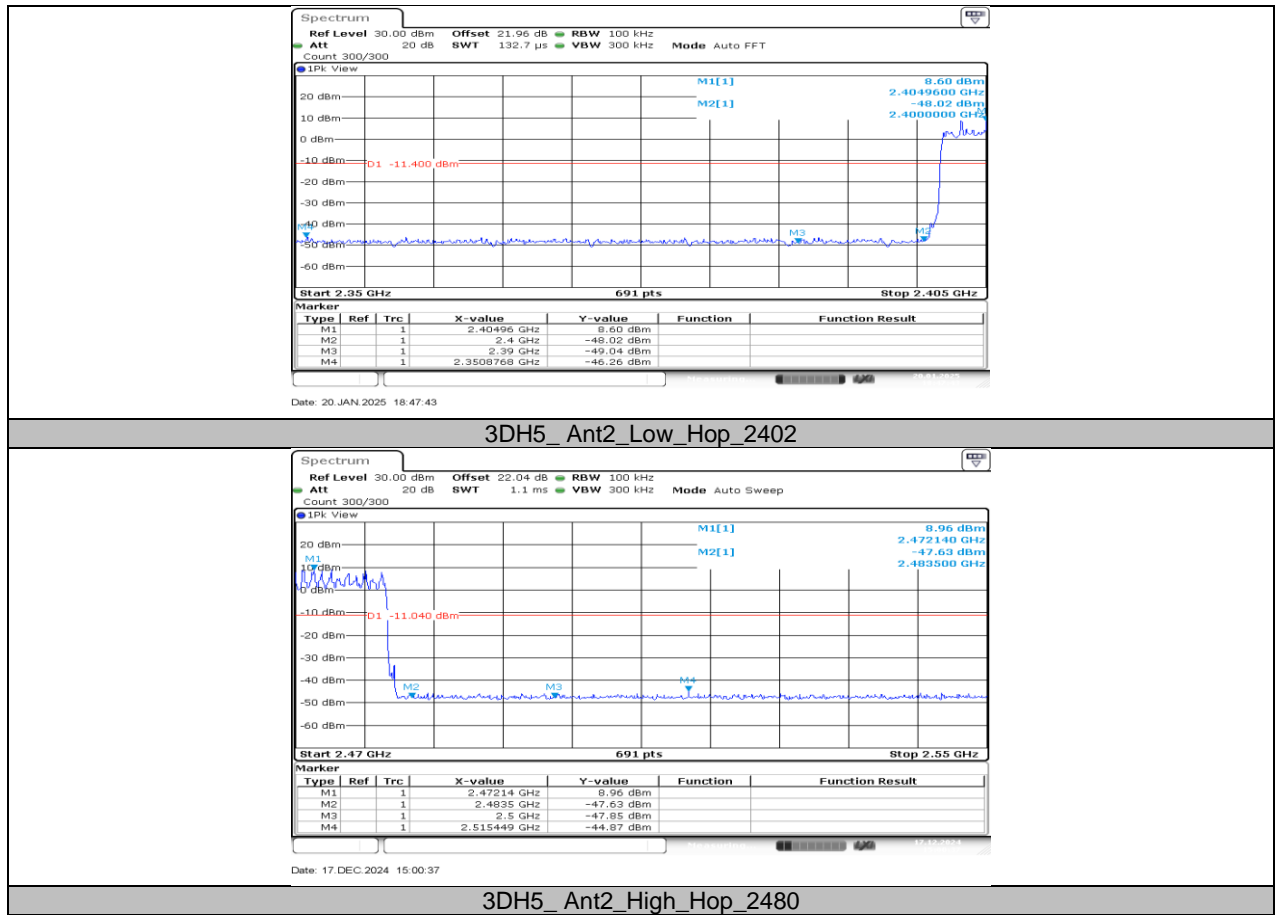 Spectrum
Ref Level 30.00 dBm Offset 21.96 dB RBW 100 kHz
Att 20 dB SWT 132.7 µs VBW 300 kHz Mode Auto FFT
Count 300/300
1Pk View
M1[1] 8.60 dBm
2.4049600 GHz
20 dBm
M2[1] -48.02 dBm
10 dBm 2.4000000 GHz
0 dBm
-10 dBm
D1 -11.400 dBm
-20 dBm
-30 dBm
-40 dBm
M4 M3 M2
-50 dBm
-60 dBm
Start 2.35 GHz 691 pts Stop 2.405 GHz
Marker
Type Ref Trc X-value Y-value Function Function Result
M1 1 2.40496 GHz 8.60 dBm
M2 1 2.4 GHz -48.02 dBm
M3 1 2.39 GHz -49.04 dBm
M4 1 2.3508768 GHz -46.26 dBm
Date: 20.JAN.2025 18:47:43
3DH5_ Ant2_Low_Hop_2402
Spectrum
Ref Level 30.00 dBm Offset 22.04 dB RBW 100 kHz
Att 20 dB SWT 1.1 ms VBW 300 kHz Mode Auto Sweep
Count 300/300
1Pk View
M1[1] 8.96 dBm
2.472140 GHz
20 dBm
M2[1] -47.63 dBm
M1
10 dBm 2.483500 GHz
0 dBm
-10 dBm
D1 -11.040 dBm
-20 dBm
-30 dBm
-40 dBm
M2 M3 M4
-50 dBm
-60 dBm
Start 2.47 GHz 691 pts Stop 2.55 GHz
Marker
Type Ref Trc X-value Y-value Function Function Result
M1 1 2.47214 GHz 8.96 dBm
M2 1 2.4835 GHz -47.63 dBm
M3 1 2.5 GHz -47.85 dBm
M4 1 2.515449 GHz -44.87 dBm
Date: 17.DEC.2024 15:00:37
3DH5_ Ant2_High_Hop_2480